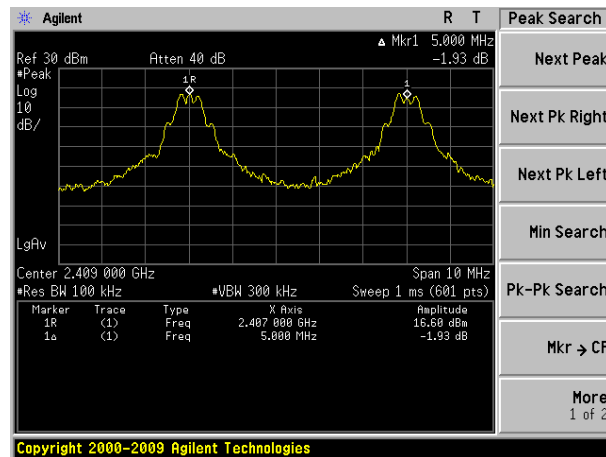 Agilent R T Peak Search
▵ Mkr1 5.000 MHz
Ref 30 dBm Atten 40 dB -1.93 dB
#Peak
Log
10
dB/
1R
1
LgAv
Center 2.409 000 GHz Span 10 MHz
#Res BW 100 kHz #VBW 300 kHz Sweep 1 ms (601 pts)
Marker Trace Type X Axis Amplitude
1R (1) Freq 2.407 000 GHz 16.60 dBm
1▵ (1) Freq 5.000 MHz -1.93 dB
Next Peak
Next Pk Right
Next Pk Left
Min Search
Pk-Pk Search
Mkr → CF
More
1 of 2
Copyright 2000-2009 Agilent Technologies